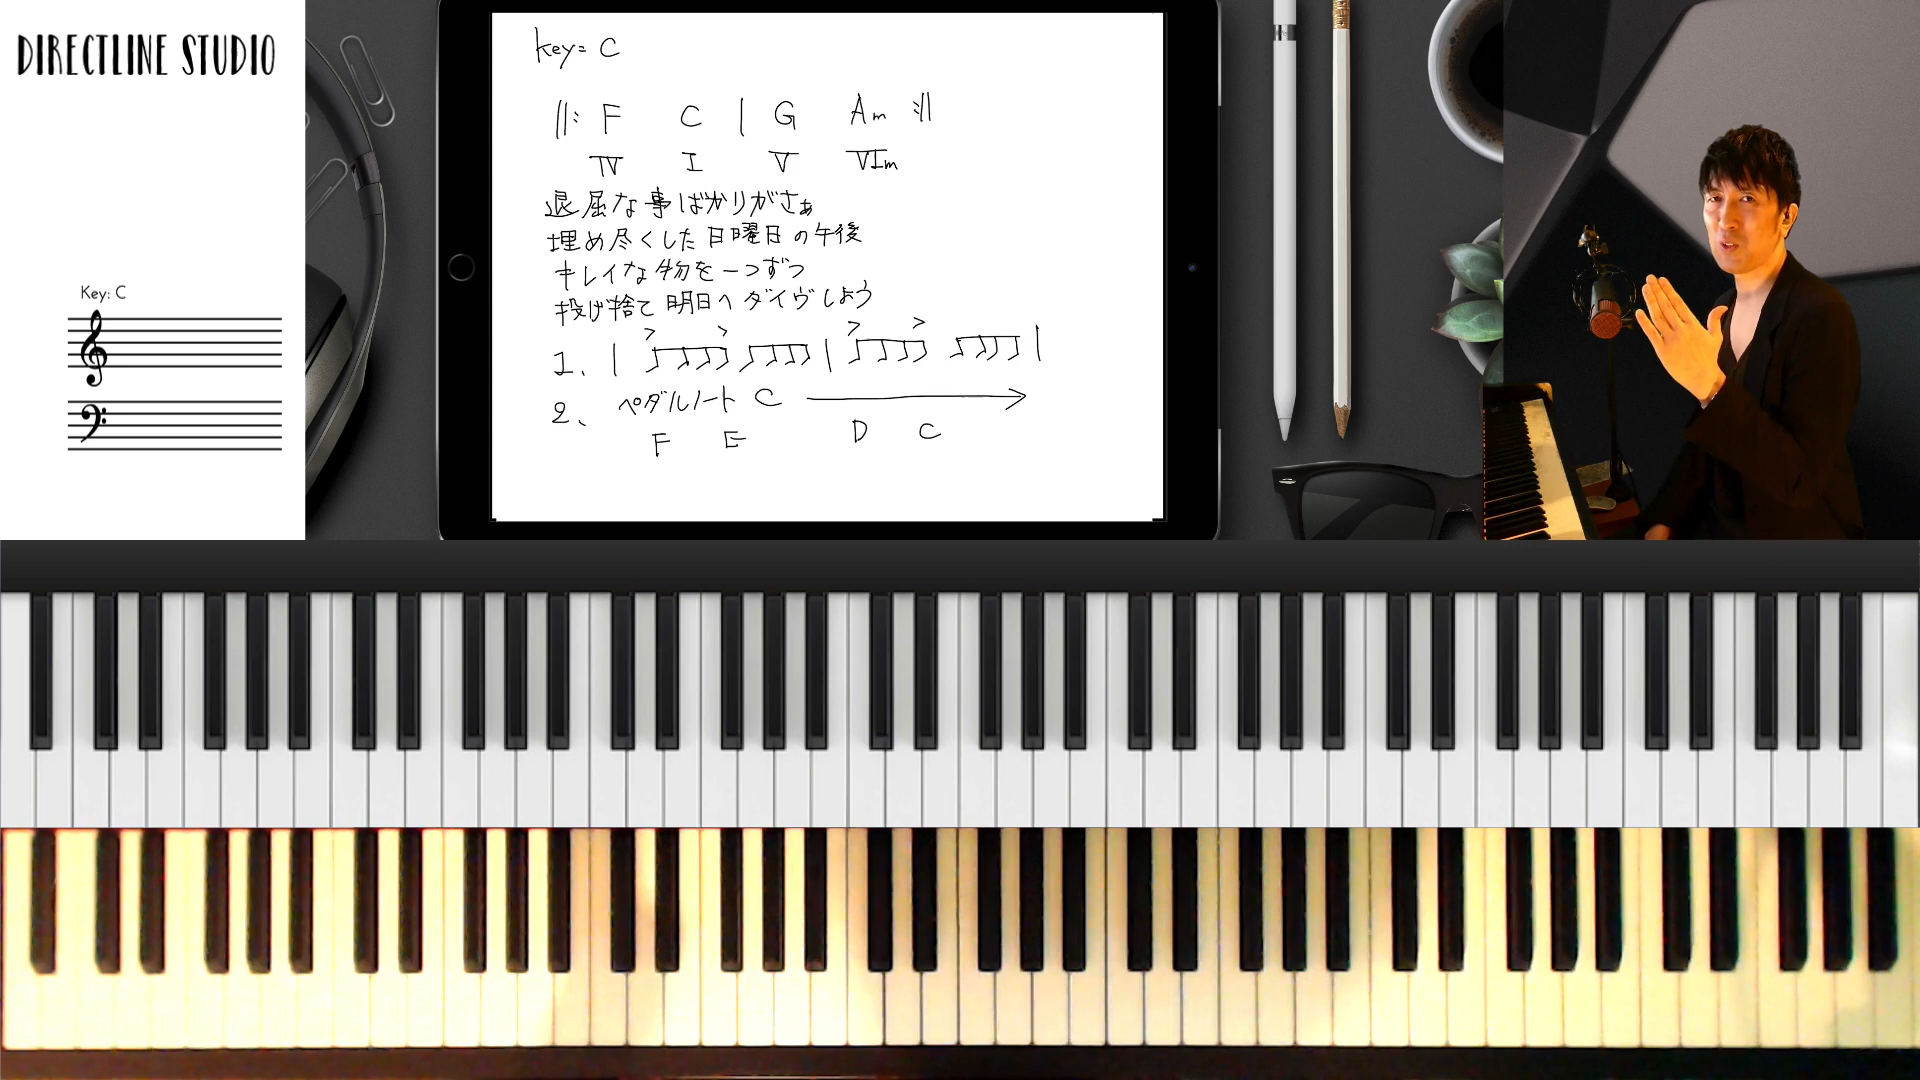 DIRECTLINE STUDIO
Key: C
key= C
||: F C | G Am :||
IV I V VIm
退屈な事ばかりがさぁ
埋め尽くした日曜日の午後
キレイな物を一つずつ
投げ捨て明日へダイヴしよう
1.
2. ペダルノート C →
F E D C